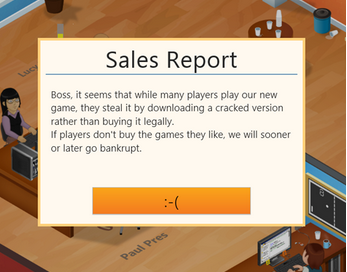 Sales Report
Lucy
Boss, it seems that while many players play our new
game, they steal it by downloading a cracked version
rather than buying it legally.
If players don't buy the games they like, we will sooner
or later go bankrupt.
:-(
Paul Pres